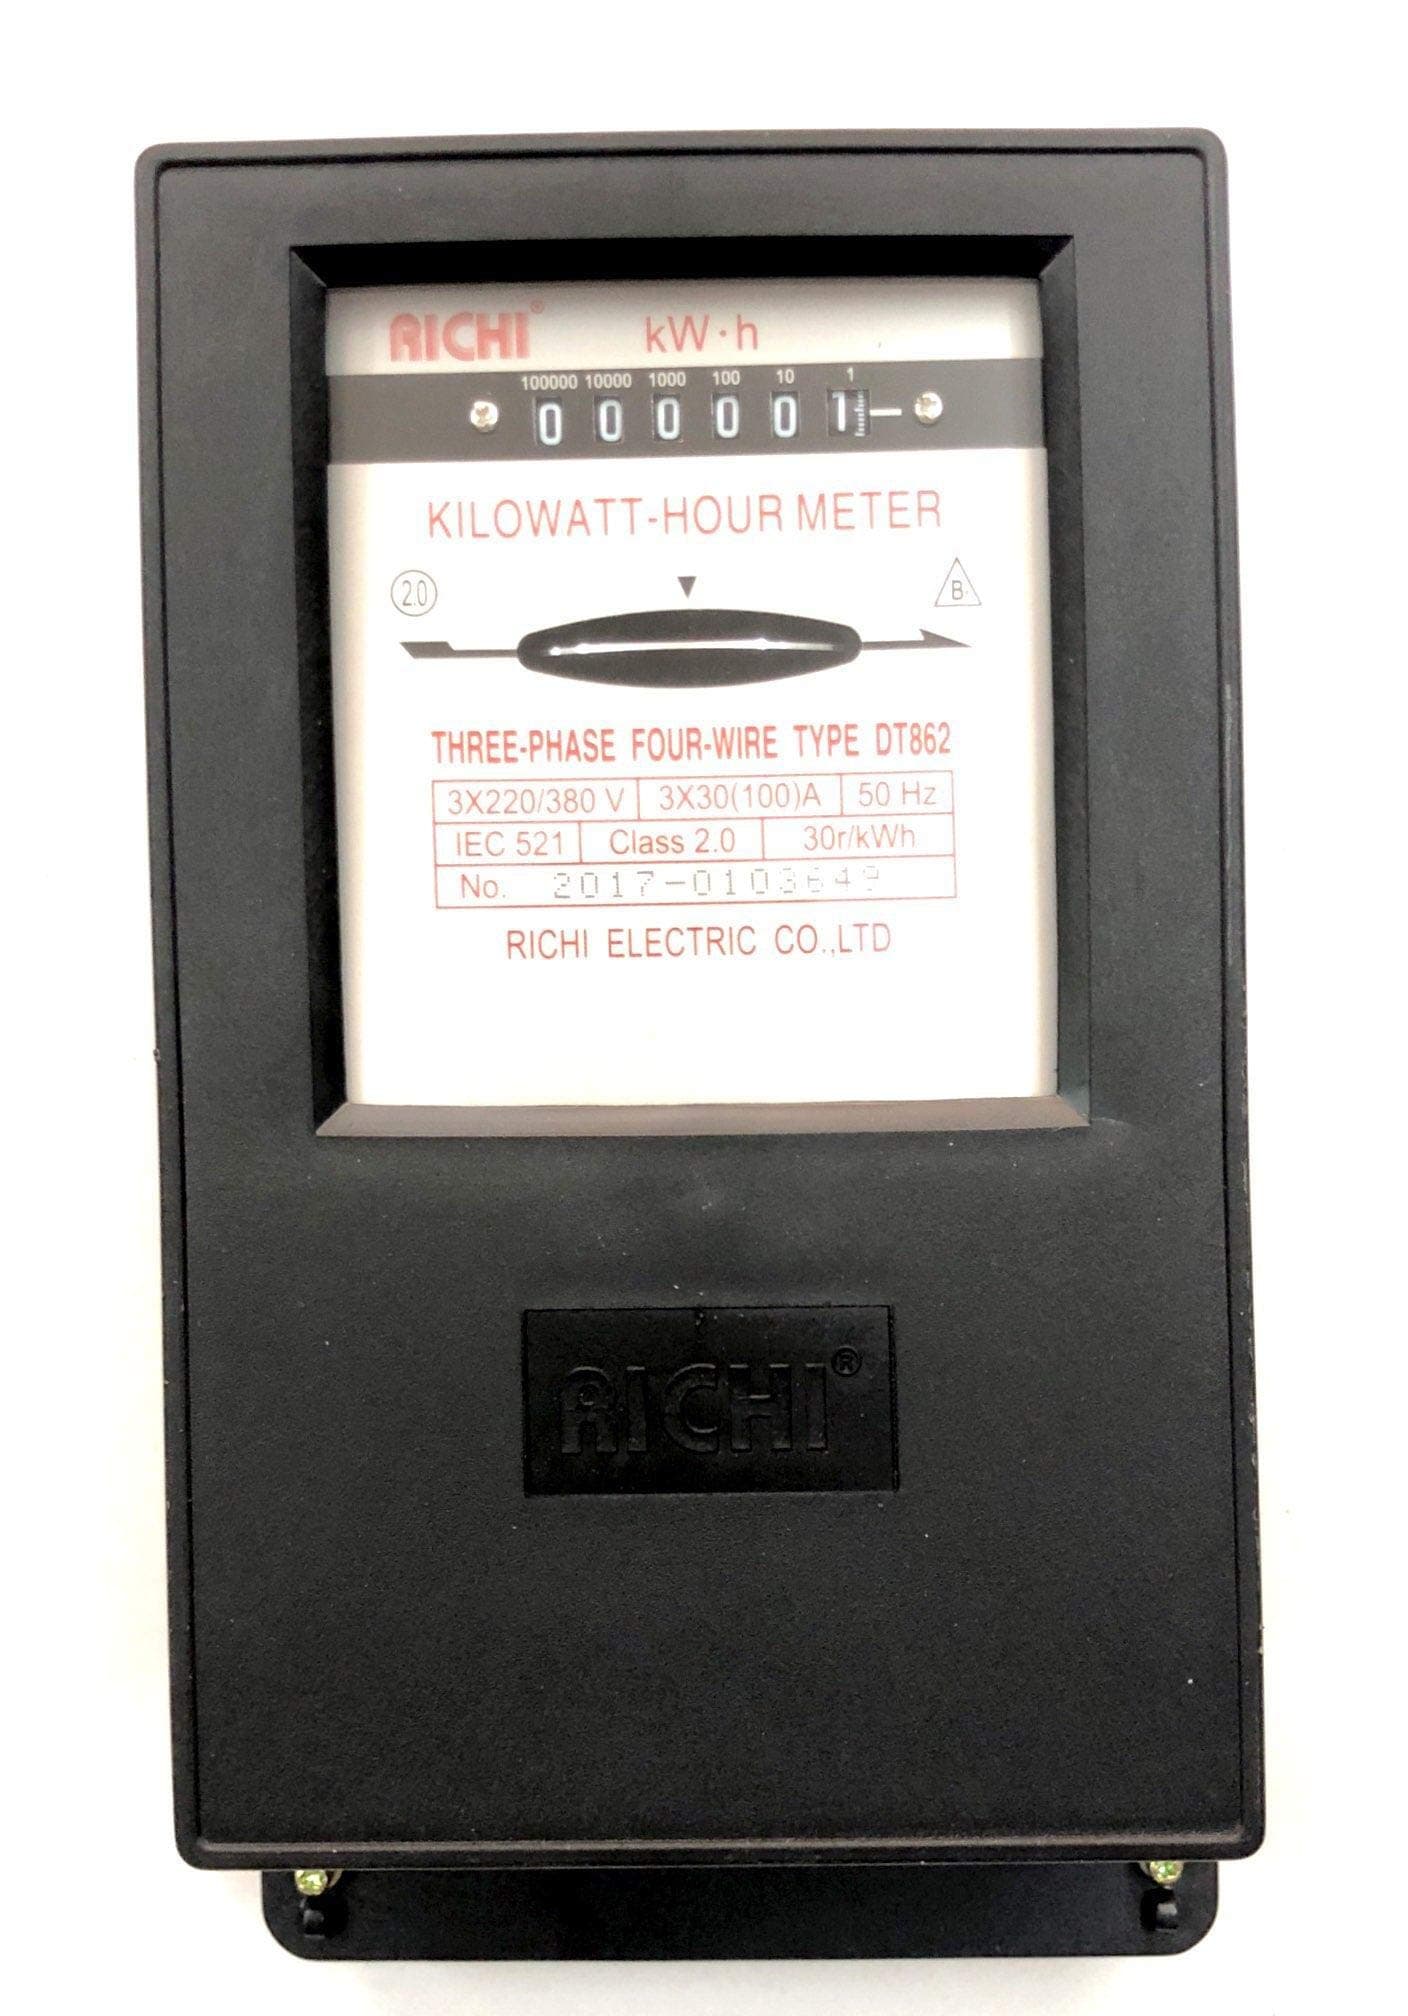 RICHI®
kW·h
100000 10000 1000 100 10 1
0 0 0 0 0 1
KILOWATT-HOUR METER
2.0
B
THREE-PHASE FOUR-WIRE TYPE DT862
3X220/380 V 3X30(100)A 50 Hz
IEC 521 Class 2.0 30r/kWh
No. 2017-0103649
RICHI ELECTRIC CO.,LTD
RICHI®